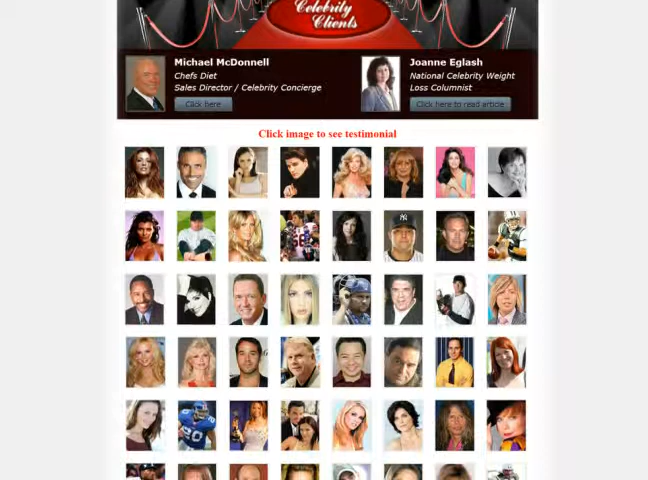 Celebrity
Clients
Michael McDonnell
Chefs Diet
Sales Director / Celebrity Concierge
Click here
Joanne Eglash
National Celebrity Weight
Loss Columnist
Click here to read article
Click image to see testimonial